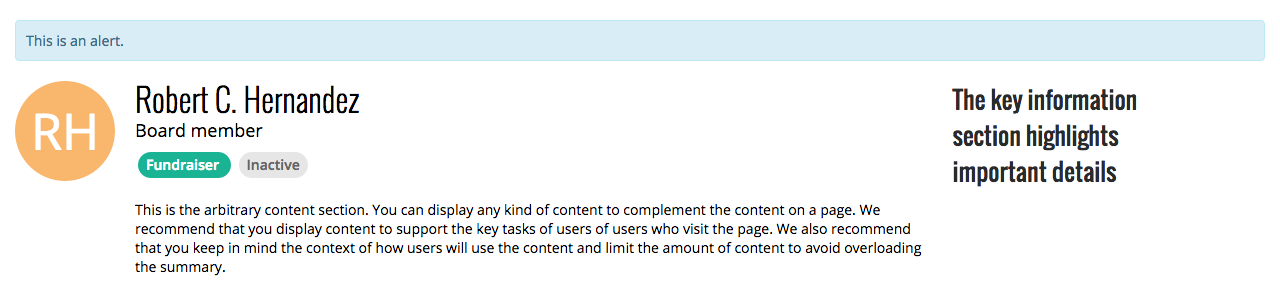 This is an alert.
RH
Robert C. Hernandez
Board member
Fundraiser Inactive
This is the arbitrary content section. You can display any kind of content to complement the content on a page. We
recommend that you display content to support the key tasks of users of users who visit the page. We also recommend
that you keep in mind the context of how users will use the content and limit the amount of content to avoid overloading
the summary.
The key information
section highlights
important details